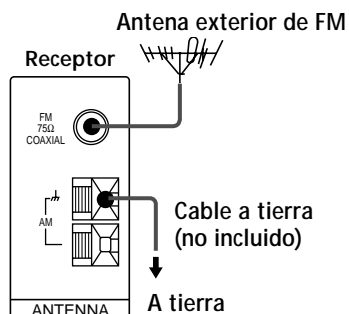 Antena exterior de FM
Receptor
FM
75Ω
COAXIAL
AM
Cable a tierra
(no incluido)
A tierra
ANTENNA